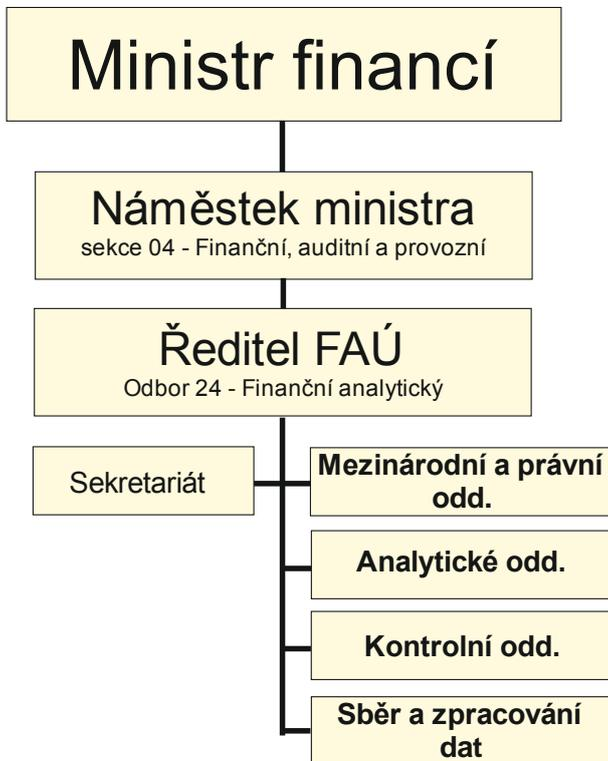 Ministr financí
Náměstek ministra
sekce 04 - Finanční, auditní a provozní
Ředitel FAÚ
Odbor 24 - Finanční analytický
Sekretariát
Mezinárodní a právní
odd.
Analytické odd.
Kontrolní odd.
Sběr a zpracování
dat